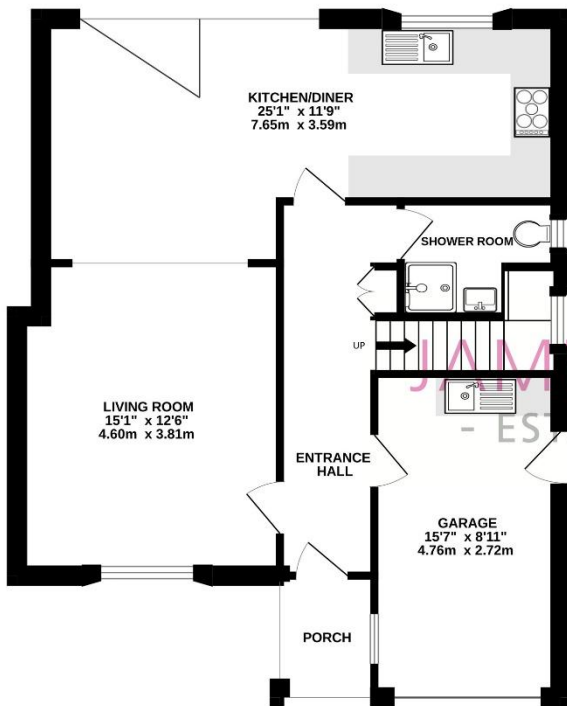 KITCHEN/DINER
25'1" x 11'9"
7.65m x 3.59m
SHOWER ROOM
UP
LIVING ROOM
15'1" x 12'6"
4.60m x 3.81m
ENTRANCE
HALL
GARAGE
15'7" x 8'11"
4.76m x 2.72m
PORCH